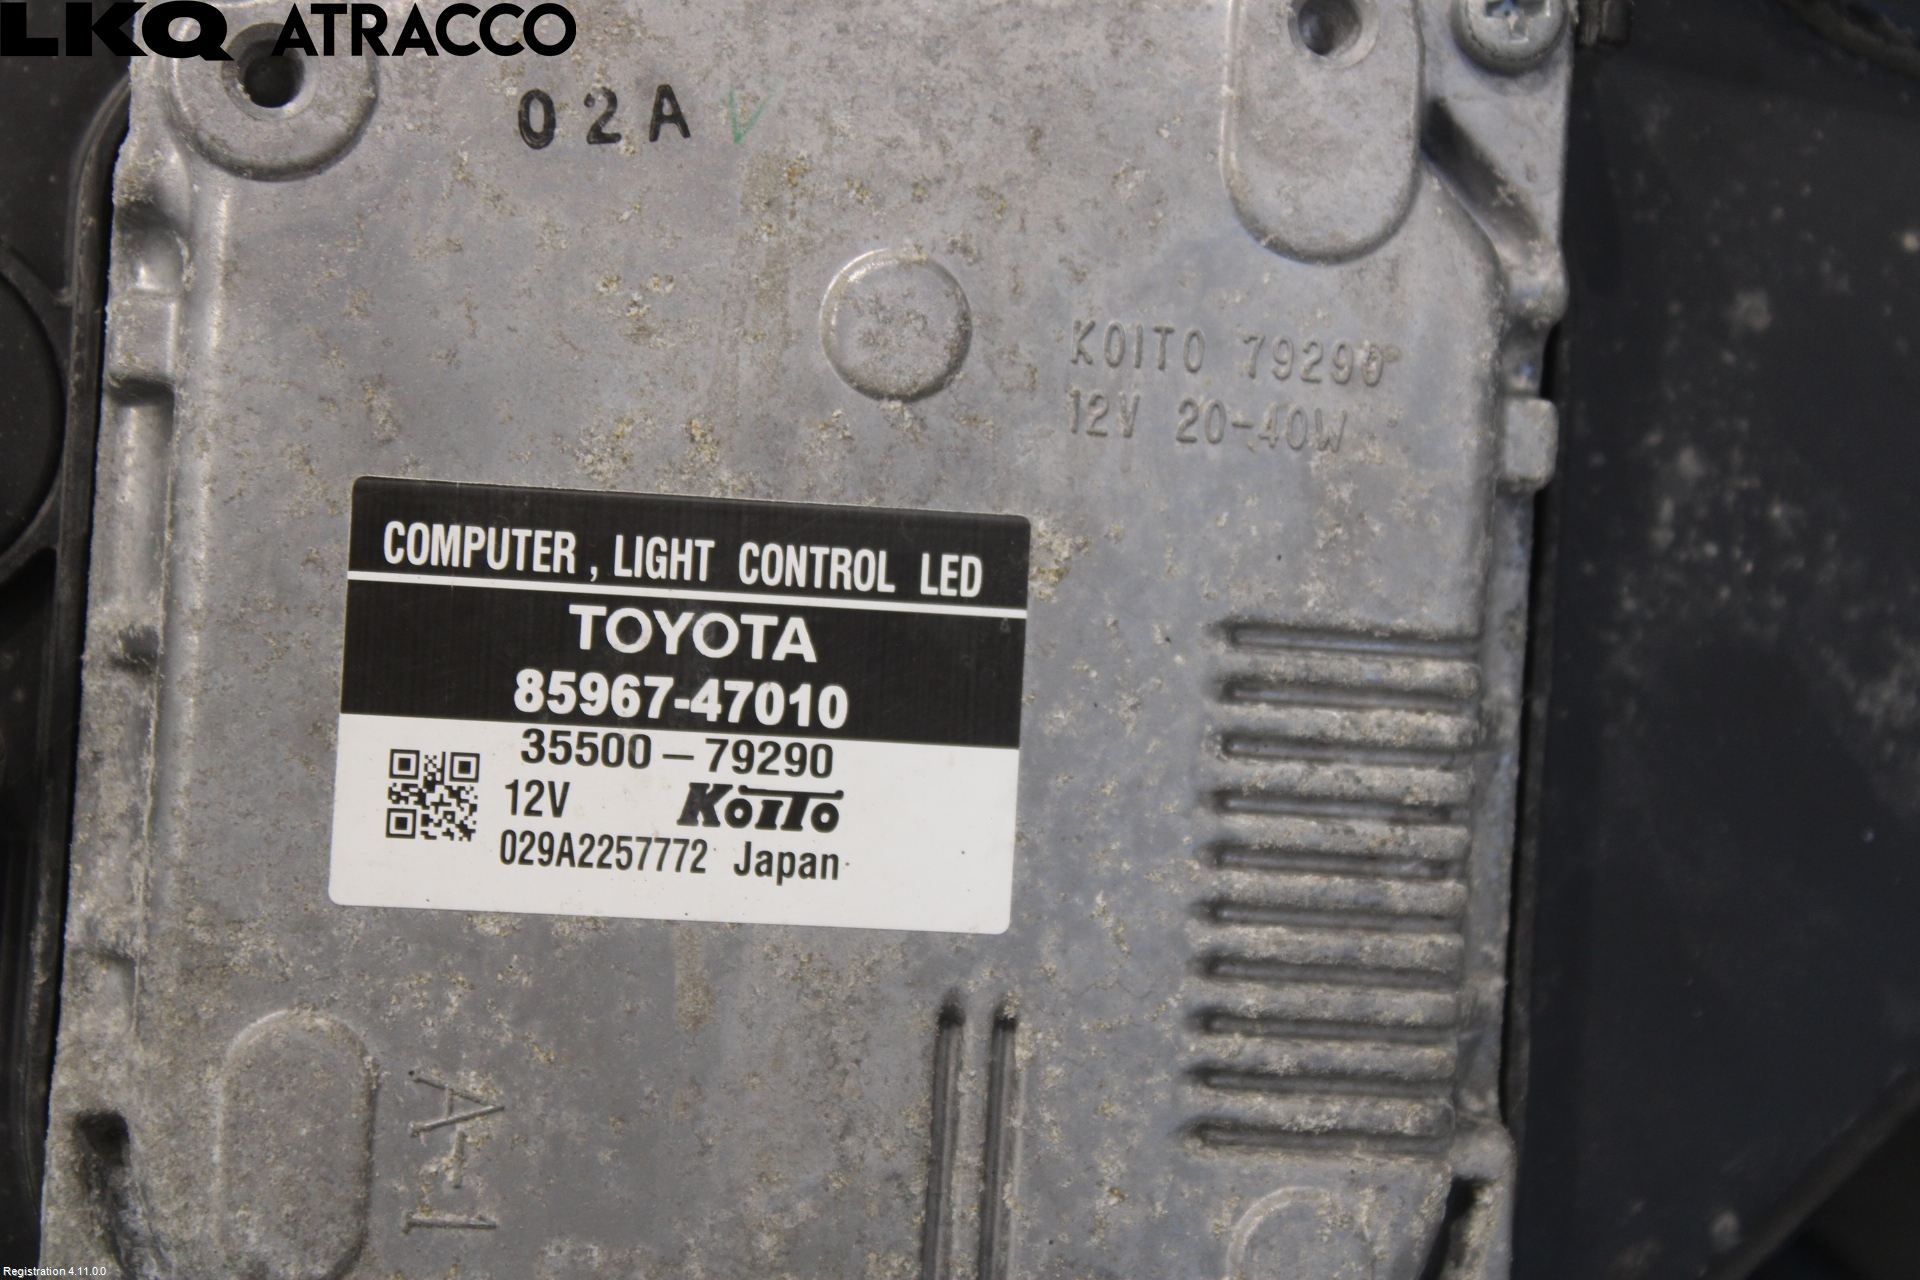 LKQ ATRACCO
02A
KOITO 79290
12V 20-40W
COMPUTER, LIGHT CONTROL LED
TOYOTA
85967-47010
35500-79290
12V KOITO
029A2257772 Japan
A-1
Registration 4.11.0.0